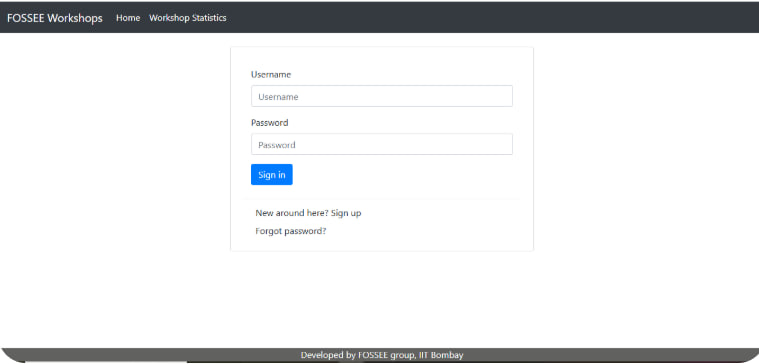 FOSSEE Workshops Home Workshop Statistics
Username
Username
Password
Password
Sign in
New around here? Sign up
Forgot password?
Developed by FOSSEE group, IIT Bombay